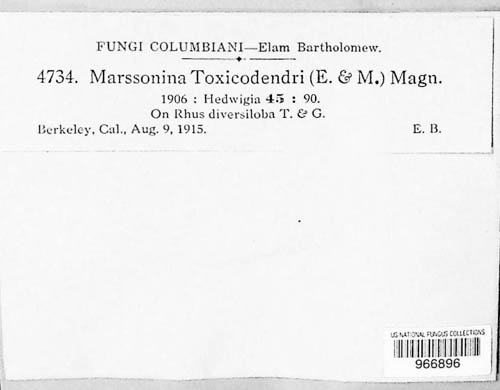 FUNGI COLUMBIANI—Elam Bartholomew.
4734. Marssonina Toxicodendri (E. & M.) Magn.
1906 : Hedwigia 45 : 90.
On Rhus diversiloba T. & G.
Berkeley, Cal., Aug. 9, 1915. E. B.
US NATIONAL FUNGUS COLLECTIONS
966896